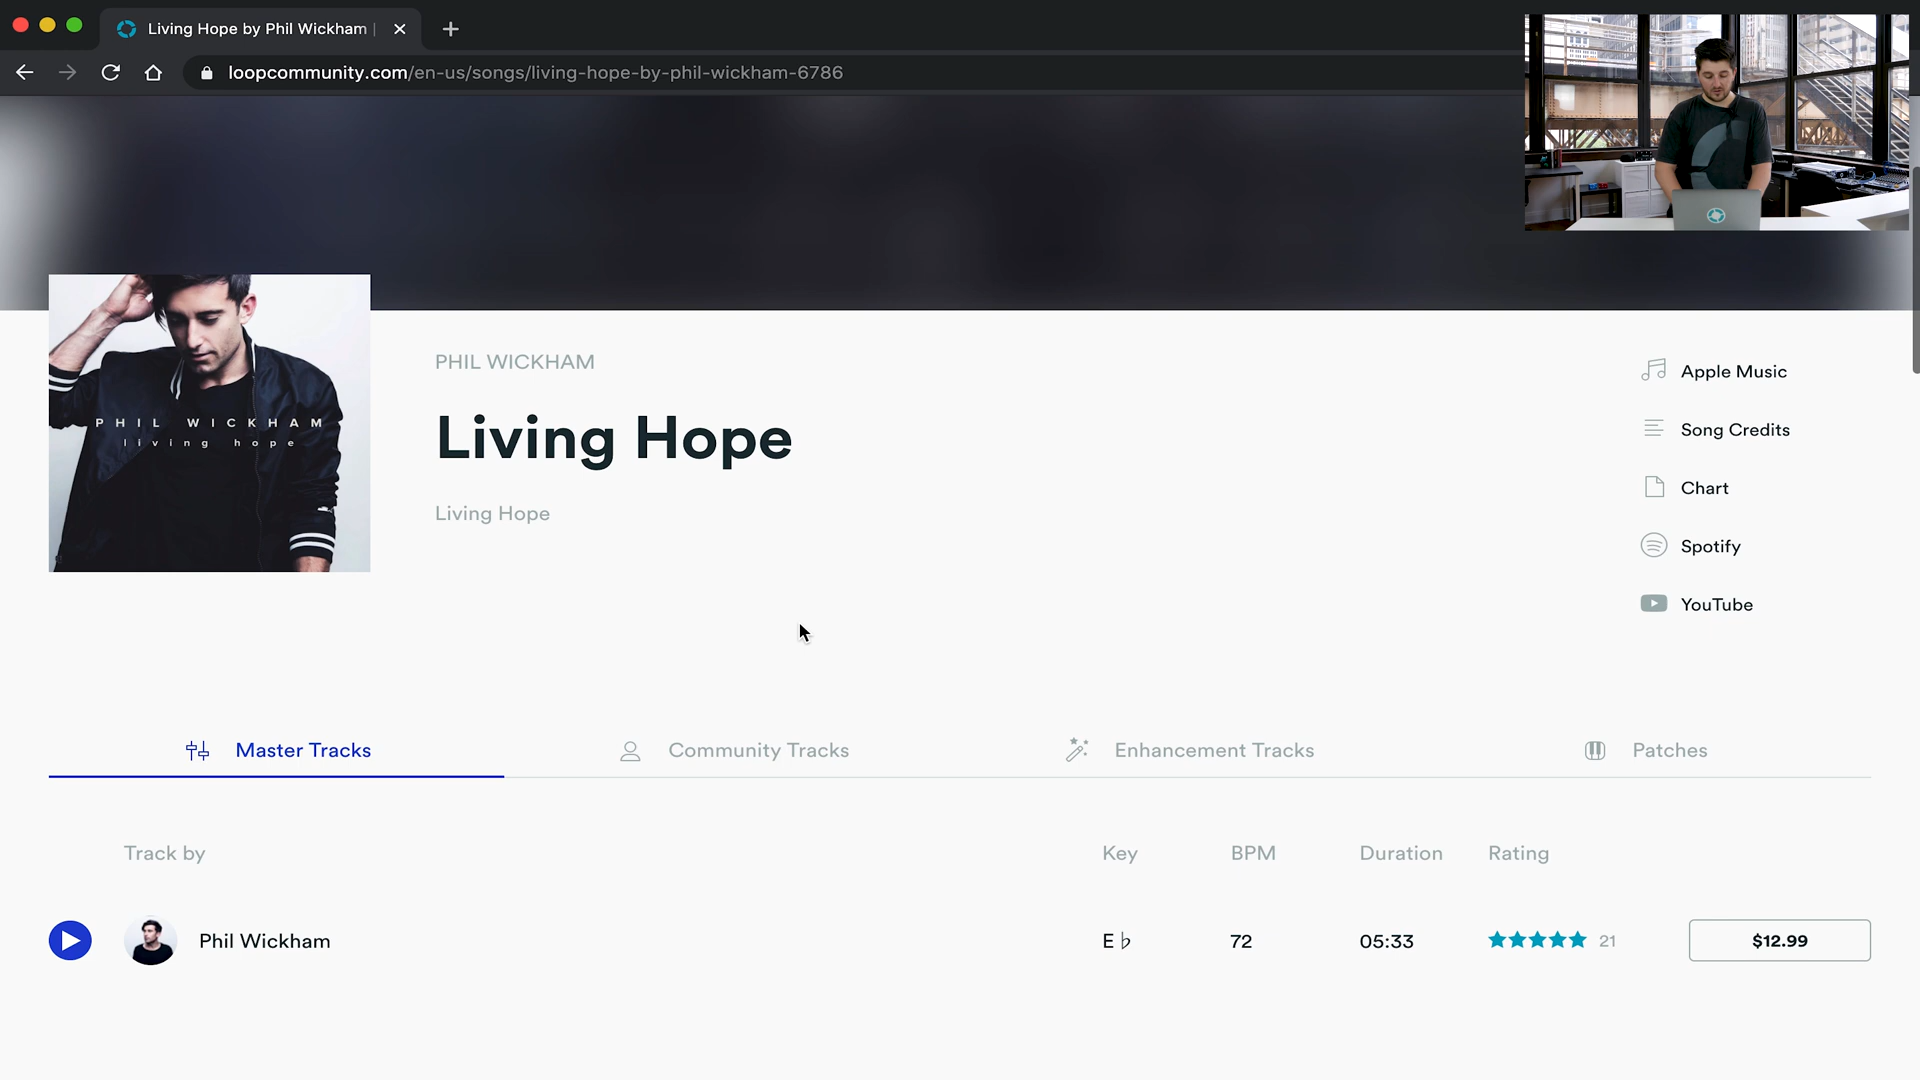 Living Hope by Phil Wickham |
loopcommunity.com/en-us/songs/living-hope-by-phil-wickham-6786
PHIL WICKHAM
living hope
PHIL WICKHAM
Living Hope
Living Hope
Apple Music
Song Credits
Chart
Spotify
YouTube
Master Tracks
Community Tracks
Enhancement Tracks
Patches
Track by
Key
BPM
Duration
Rating
Phil Wickham
E♭
72
05:33
21
$12.99